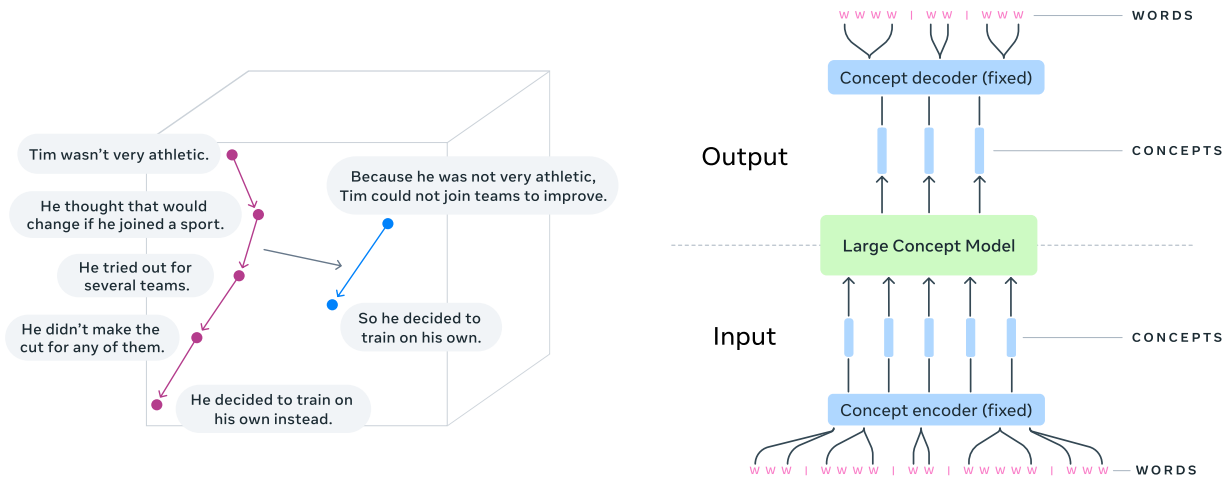 Tim wasn’t very athletic.
He thought that would
change if he joined a sport.
He tried out for
several teams.
He didn’t make the
cut for any of them.
He decided to train on
his own instead.
Because he was not very athletic,
Tim could not join teams to improve.
So he decided to
train on his own.
W W W W | W W | W W W
WORDS
Concept decoder (fixed)
Output
CONCEPTS
Large Concept Model
Input
CONCEPTS
Concept encoder (fixed)
W W W | W W W W | W W | W W W W W | W W W
WORDS